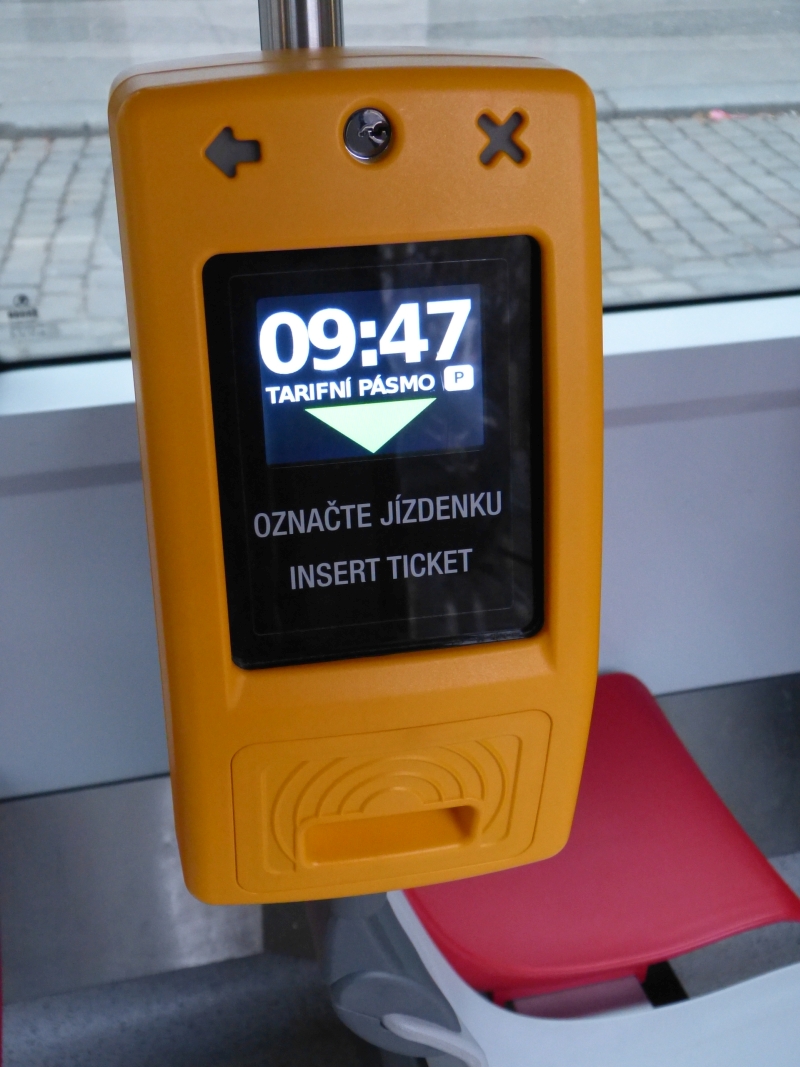 09:47
TARIFNÍ PÁSMO P
OZNAČTE JÍZDENKU
INSERT TICKET